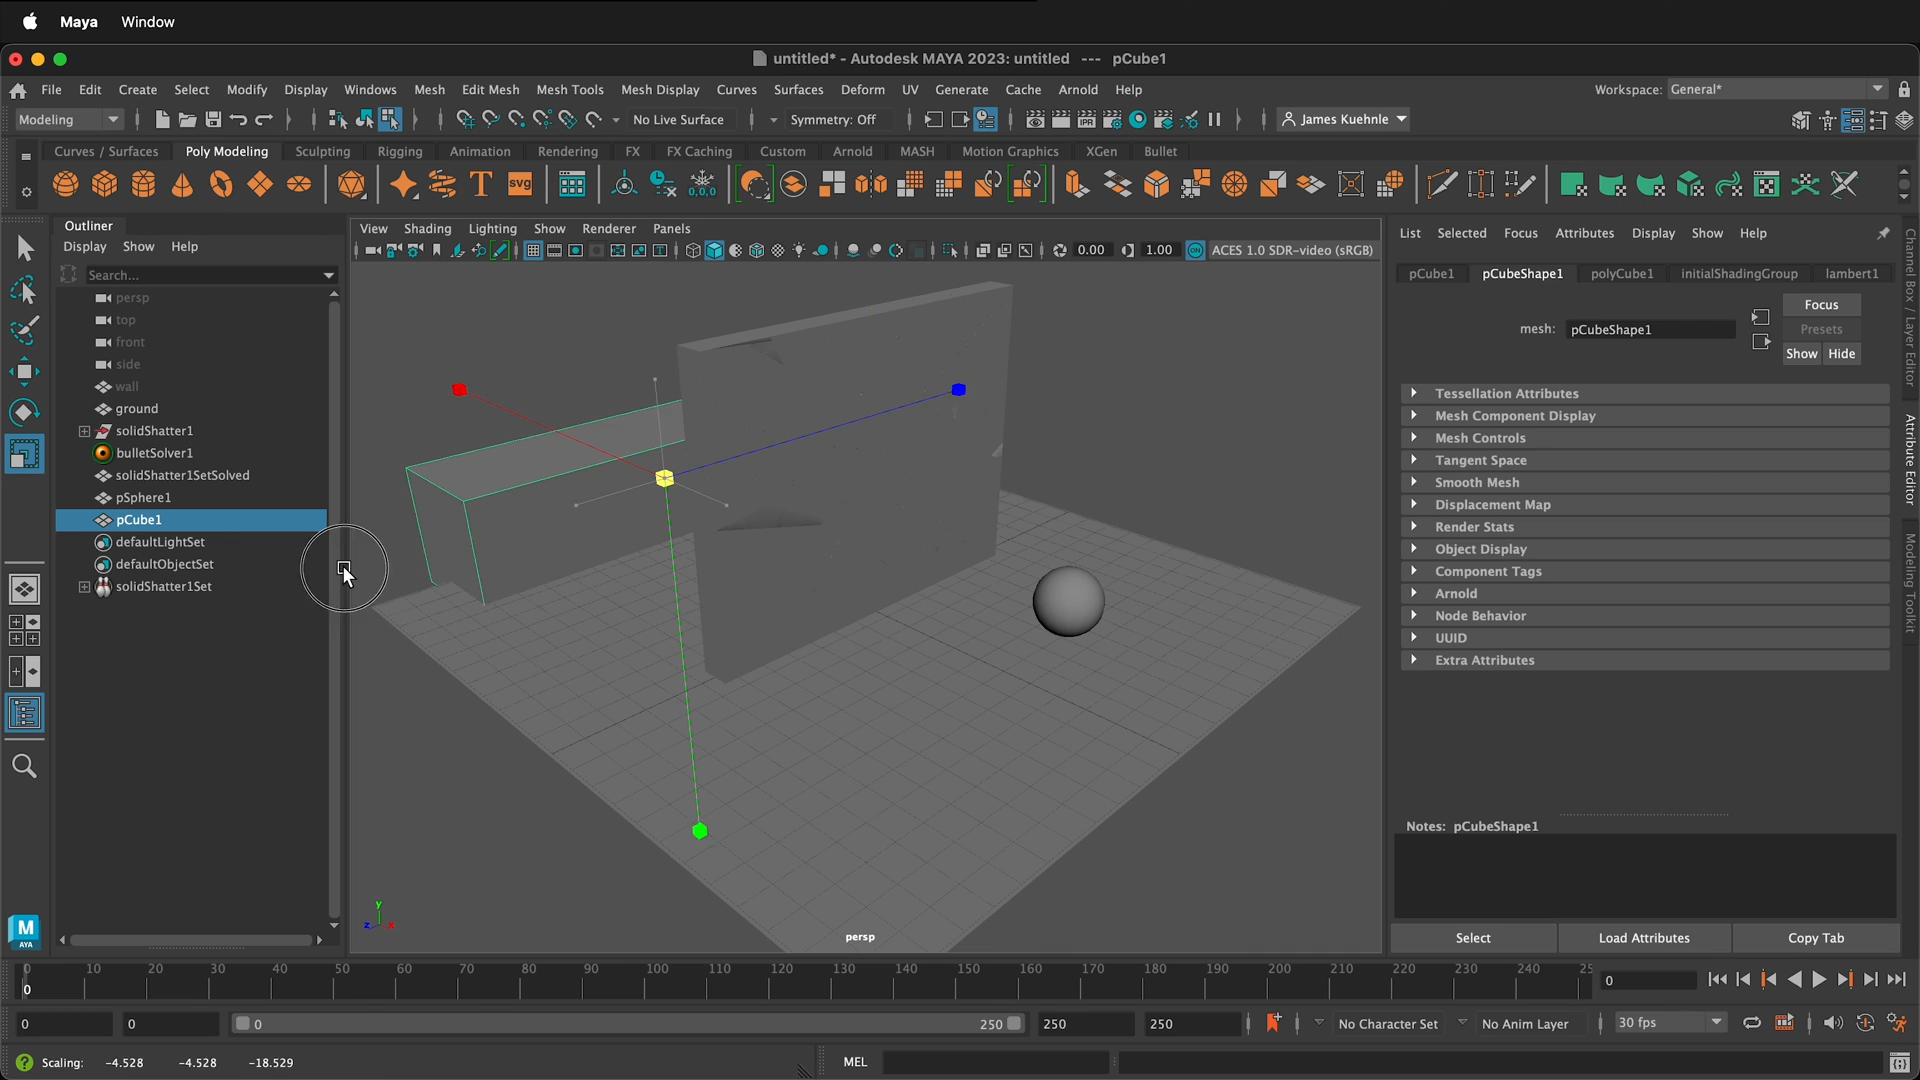 Maya Window
untitled* - Autodesk MAYA 2023: untitled --- pCube1
File Edit Create Select Modify Display Windows Mesh Edit Mesh Mesh Tools Mesh Display Curves Surfaces Deform UV Generate Cache Arnold Help
Workspace: General*
Modeling
No Live Surface
Symmetry: Off
IPR
James Kuehnle
Curves / Surfaces Poly Modeling Sculpting Rigging Animation Rendering FX FX Caching Custom Arnold MASH Motion Graphics XGen Bullet
T svg
0,0,0
Outliner
Display Show Help
Search...
persp
top
front
side
wall
ground
solidShatter1
bulletSolver1
solidShatter1SetSolved
pSphere1
pCube1
defaultLightSet
defaultObjectSet
solidShatter1Set
M
AYA
View Shading Lighting Show Renderer Panels
0.00 1.00 ON ACES 1.0 SDR-video (sRGB)
y
z x
persp
List Selected Focus Attributes Display Show Help
pCube1 pCubeShape1 polyCube1 initialShadingGroup lambert1
mesh: pCubeShape1
Focus
Presets
Show Hide
Tessellation Attributes
Mesh Component Display
Mesh Controls
Tangent Space
Smooth Mesh
Displacement Map
Render Stats
Object Display
Component Tags
Arnold
Node Behavior
UUID
Extra Attributes
Notes: pCubeShape1
Select Load Attributes Copy Tab
Channel Box / Layer Editor
Attribute Editor
Modeling Toolkit
0 10 20 30 40 50 60 70 80 90 100 110 120 130 140 150 160 170 180 190 200 210 220 230 240 25
0
0
0 0 0 250 250 250 No Character Set No Anim Layer 30 fps
Scaling: -4.528 -4.528 -18.529
MEL